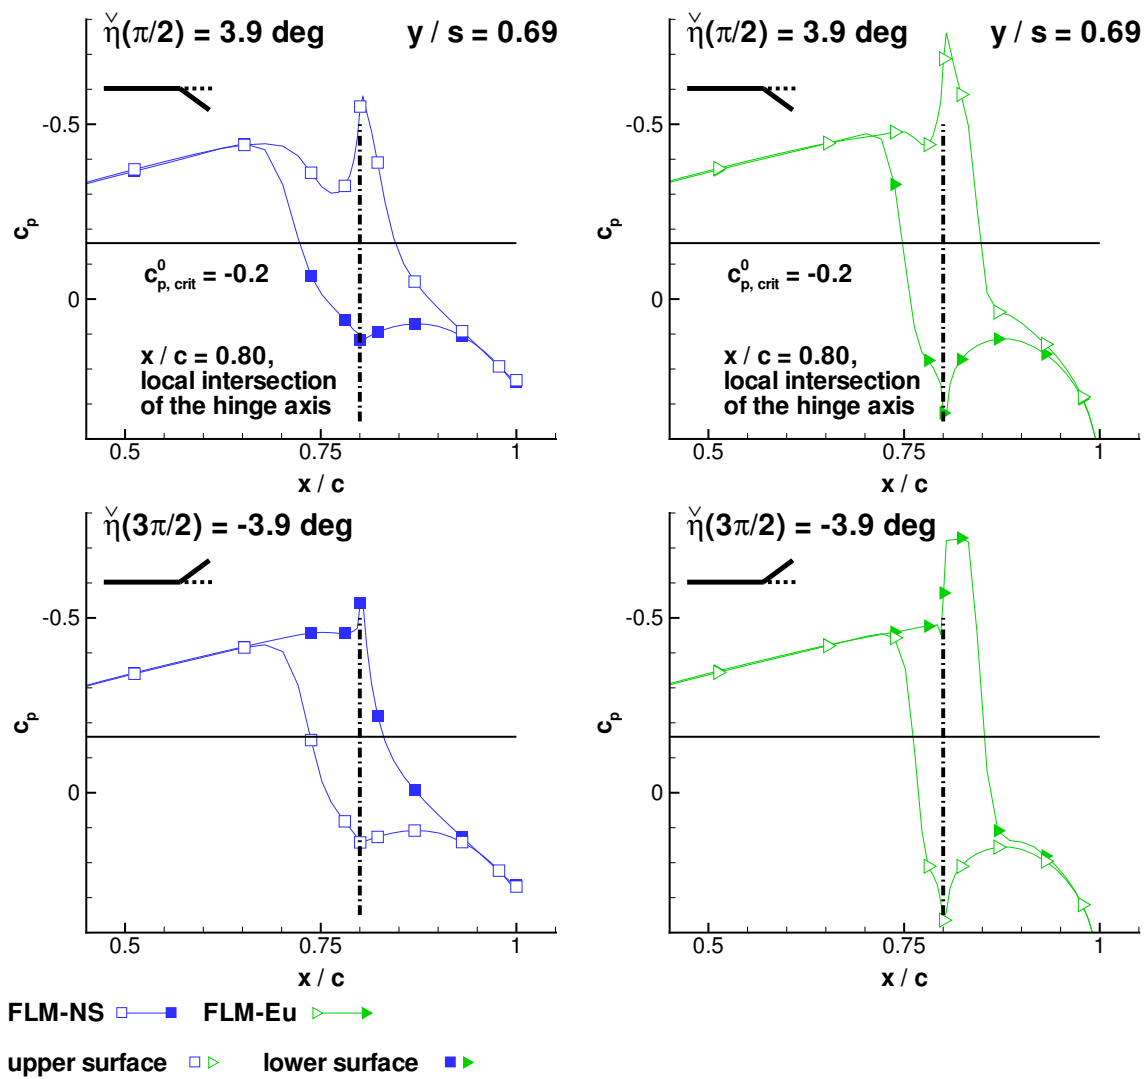 η̌(π/2) = 3.9 deg y / s = 0.69
-0.5
0
c_p
c⁰_p, crit = -0.2
x / c = 0.80,
local intersection
of the hinge axis
0.5 0.75 1
x / c
η̌(π/2) = 3.9 deg y / s = 0.69
-0.5
0
c_p
c⁰_p, crit = -0.2
x / c = 0.80,
local intersection
of the hinge axis
0.5 0.75 1
x / c
η̌(3π/2) = -3.9 deg
-0.5
0
c_p
0.5 0.75 1
x / c
η̌(3π/2) = -3.9 deg
-0.5
0
c_p
0.5 0.75 1
x / c
FLM-NS FLM-Eu
upper surface lower surface